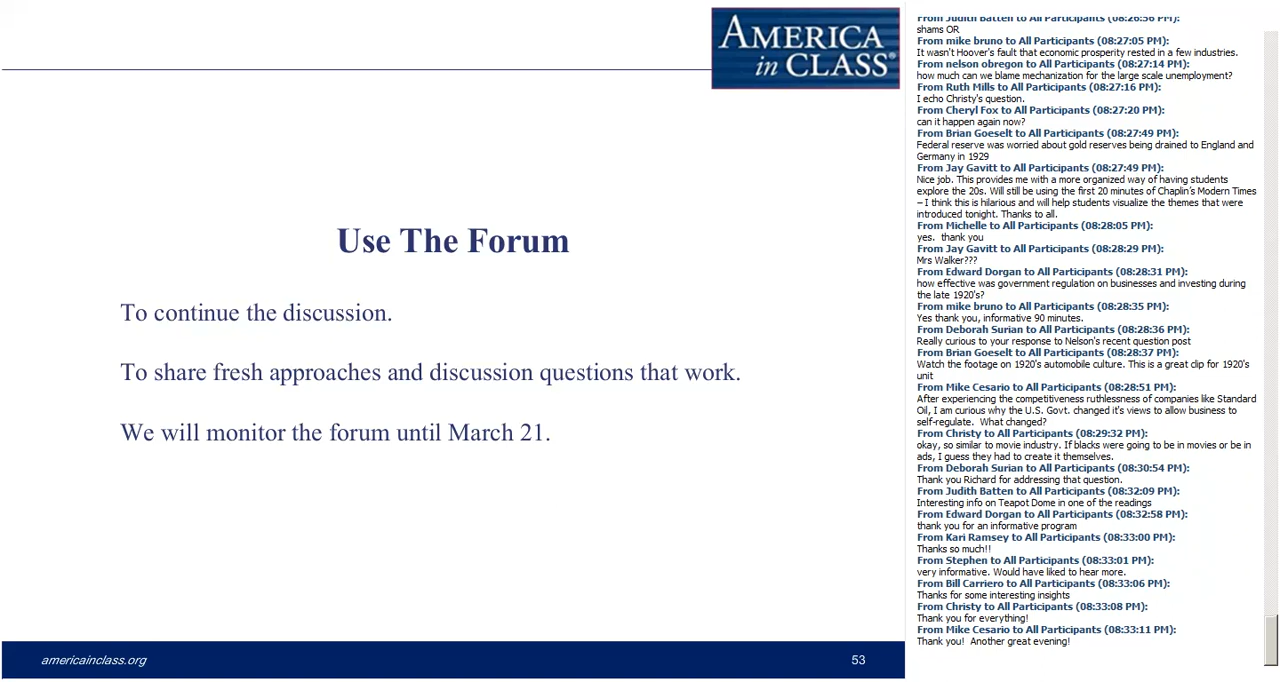 AMERICA
in CLASS®
Use The Forum
To continue the discussion.
To share fresh approaches and discussion questions that work.
We will monitor the forum until March 21.
americainclass.org
53
From Judith Batten to All Participants (08:26:56 PM):
shams OR
From mike bruno to All Participants (08:27:05 PM):
It wasn't Hoover's fault that economic prosperity rested in a few industries.
From nelson obregon to All Participants (08:27:14 PM):
how much can we blame mechanization for the large scale unemployment?
From Ruth Mills to All Participants (08:27:16 PM):
I echo Christy's question.
From Cheryl Fox to All Participants (08:27:20 PM):
can it happen again now?
From Brian Goeselt to All Participants (08:27:49 PM):
Federal reserve was worried about gold reserves being drained to England and
Germany in 1929
From Jay Gavitt to All Participants (08:27:49 PM):
Nice job. This provides me with a more organized way of having students
explore the 20s. Will still be using the first 20 minutes of Chaplin's Modern Times
– I think this is hilarious and will help students visualize the themes that were
introduced tonight. Thanks to all.
From Michelle to All Participants (08:28:05 PM):
yes.  thank you
From Jay Gavitt to All Participants (08:28:29 PM):
Mrs Walker???
From Edward Dorgan to All Participants (08:28:31 PM):
how effective was government regulation on businesses and investing during
the late 1920's?
From mike bruno to All Participants (08:28:35 PM):
Yes thank you, informative 90 minutes.
From Deborah Surian to All Participants (08:28:36 PM):
Really curious to your response to Nelson's recent question post
From Brian Goeselt to All Participants (08:28:37 PM):
Watch the footage on 1920's automobile culture. This is a great clip for 1920's
unit
From Mike Cesario to All Participants (08:28:51 PM):
After experiencing the competitiveness ruthlessness of companies like Standard
Oil, I am curious why the U.S. Govt. changed it's views to allow business to
self-regulate.  What changed?
From Christy to All Participants (08:29:32 PM):
okay, so similar to movie industry. If blacks were going to be in movies or be in
ads, I guess they had to create it themselves.
From Deborah Surian to All Participants (08:30:54 PM):
Thank you Richard for addressing that question.
From Judith Batten to All Participants (08:32:09 PM):
Interesting info on Teapot Dome in one of the readings
From Edward Dorgan to All Participants (08:32:58 PM):
thank you for an informative program
From Kari Ramsey to All Participants (08:33:00 PM):
Thanks so much!!
From Stephen to All Participants (08:33:01 PM):
very informative. Would have liked to hear more.
From Bill Carriero to All Participants (08:33:06 PM):
Thanks for some interesting insights
From Christy to All Participants (08:33:08 PM):
Thank you for everything!
From Mike Cesario to All Participants (08:33:11 PM):
Thank you!  Another great evening!